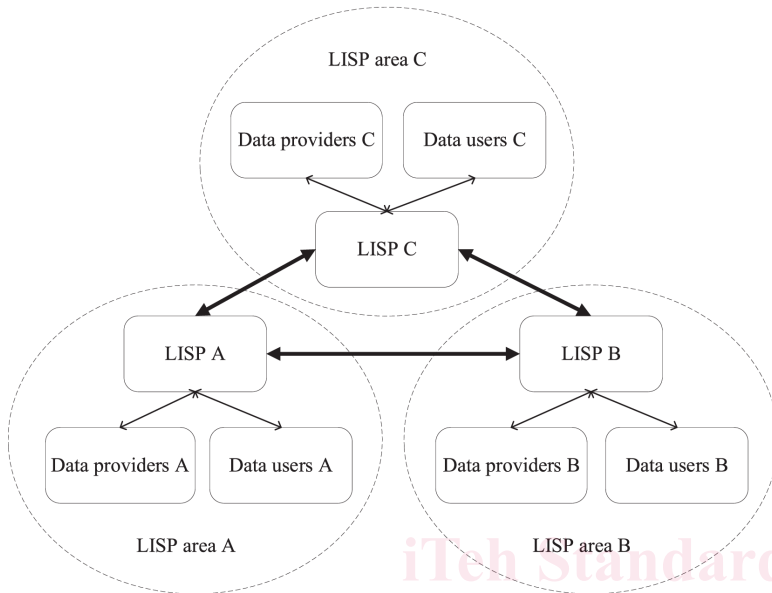 LISP area C
Data providers C
Data users C
LISP C
LISP A
LISP B
Data providers A
Data users A
Data providers B
Data users B
LISP area A
LISP area B
iTeh Standard